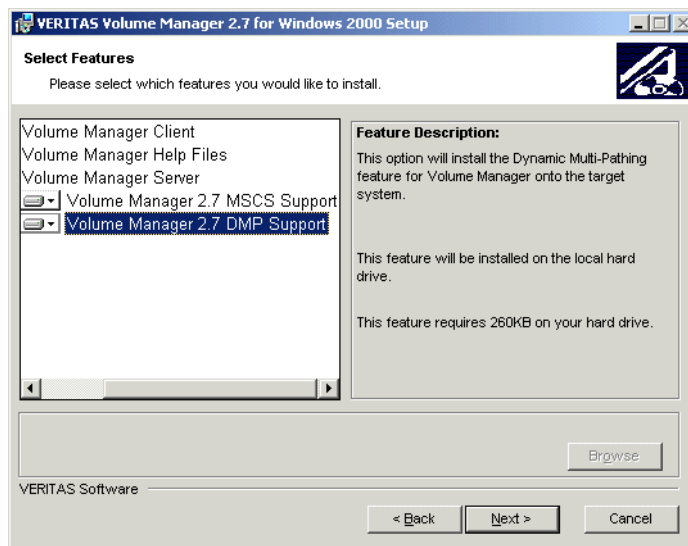 VERITAS Volume Manager 2.7 for Windows 2000 Setup
Select Features
Please select which features you would like to install.
Volume Manager Client
Volume Manager Help Files
Volume Manager Server
Volume Manager 2.7 MSCS Support
Volume Manager 2.7 DMP Support
Feature Description:
This option will install the Dynamic Multi-Pathing
feature for Volume Manager onto the target
system.
This feature will be installed on the local hard
drive.
This feature requires 260KB on your hard drive.
Browse
VERITAS Software
< Back
Next >
Cancel